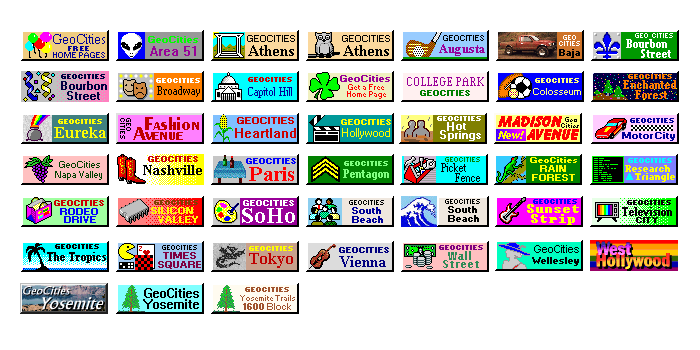 GeoCities
FREE
HOME PAGES
GeoCities
Area 51
GEOCITIES
Athens
GEOCITIES
Athens
GEOCITIES
Augusta
GEO
CITIES
Baja
GEOCITIES
Bourbon
Street
GEOCITIES
Bourbon
Street
GEOCITIES
Broadway
GEOCITIES
Capitol Hill
GeoCities
Get a Free
Home Page
COLLEGE PARK
GEOCITIES
GEOCITIES
Colosseum
GEOCITIES
Enchanted
Forest
GEOCITIES
Eureka
GEO
CITIES
FASHION
AVENUE
GEOCITIES
Heartland
GEOCITIES
Hollywood
GEOCITIES
Hot
Springs
MADISON Geo
Cities
New! AVENUE
GEOCITIES
MotorCity
GeoCities
Napa Valley
GEOCITIES
Nashville
GEOCITIES
Paris
GEOCITIES
Pentagon
GEOCITIES
Picket
Fence
GeoCities
RAIN
FOREST
GEOCITIES
Research
Triangle
GEOCITIES
RODEO
DRIVE
GEOCITIES
SILICON
VALLEY
GEOCITIES
SoHo
GEOCITIES
South
Beach
GEOCITIES
South
Beach
GEOCITIES
Sunset
Strip
GEOCITIES
Television
CITY
GEOCITIES
The Tropics
GEOCITIES
TIMES
SQUARE
GEOCITIES
Tokyo
GEOCITIES
Vienna
GEOCITIES
Wall
Street
GeoCities
Wellesley
West
Hollywood
GeoCities
Yosemite
GeoCities
Yosemite
GEOCITIES
Yosemite Trails
1600 Block